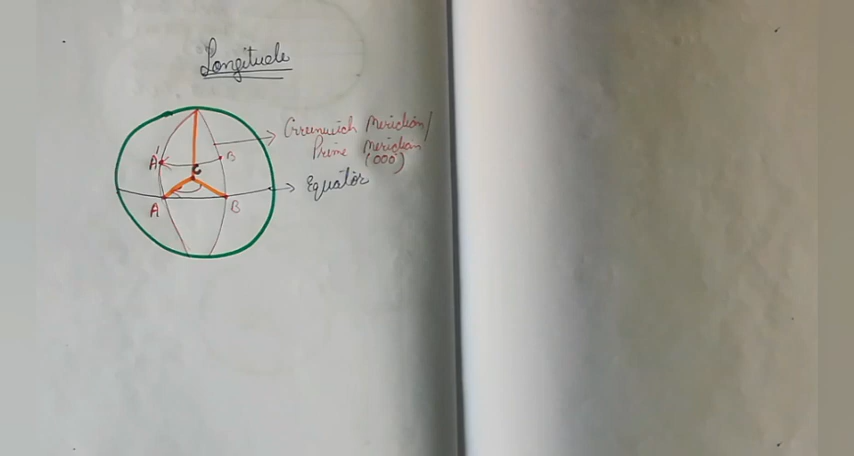 Longitude
Greenwich Meridian/
Prime Meridian
(000)
A' B
C
Equator
A B